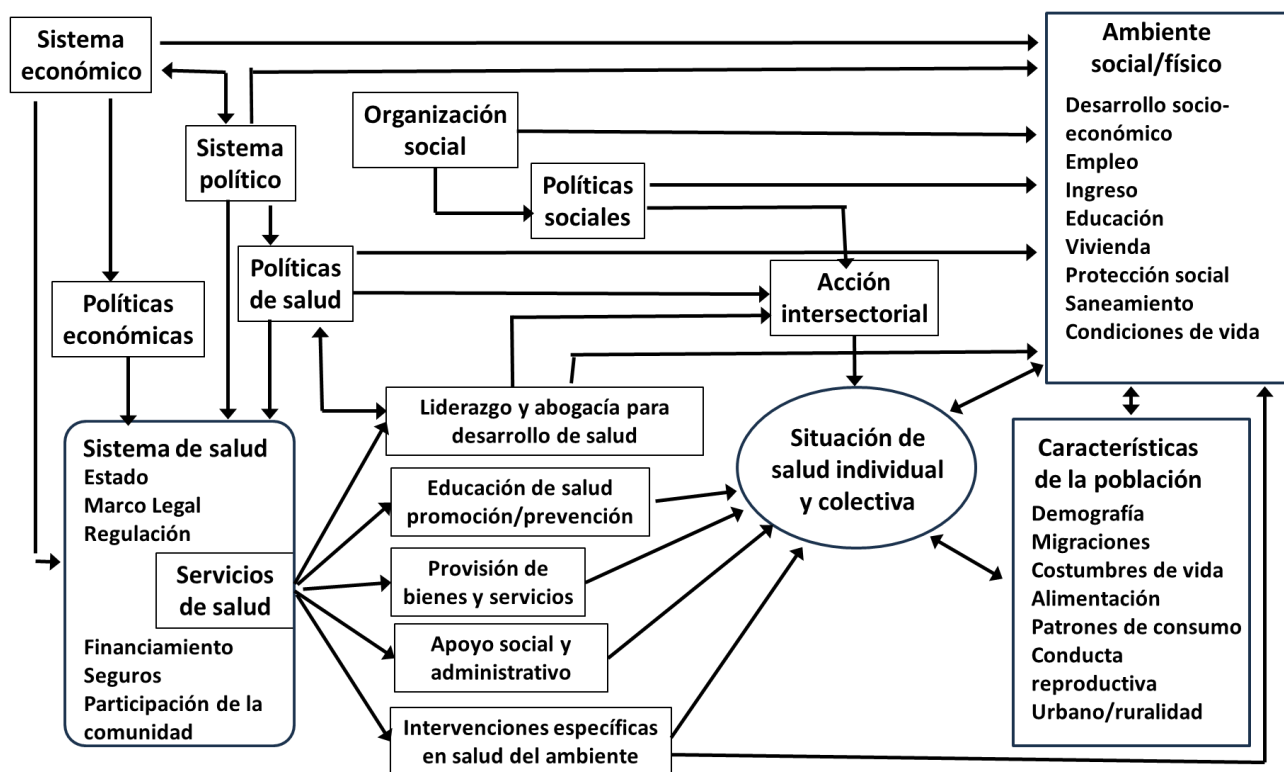 Sistema
económico
Sistema
político
Organización
social
Políticas
sociales
Políticas
económicas
Políticas
de salud
Acción
intersectorial
Ambiente
social/físico
Desarrollo socio-
económico
Empleo
Ingreso
Educación
Vivienda
Protección social
Saneamiento
Condiciones de vida
Sistema de salud
Estado
Marco Legal
Regulación
Servicios
de salud
Financiamiento
Seguros
Participación de la
comunidad
Liderazgo y abogacía para
desarrollo de salud
Educación de salud
promoción/prevención
Provisión de
bienes y servicios
Apoyo social y
administrativo
Intervenciones específicas
en salud del ambiente
Situación de
salud individual
y colectiva
Características
de la población
Demografía
Migraciones
Costumbres de vida
Alimentación
Patrones de consumo
Conducta
reproductiva
Urbano/ruralidad